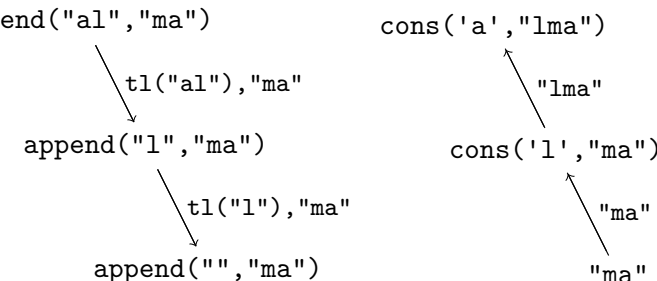 end("al","ma")
cons('a',"lma")
tl("al"),"ma"
"lma"
append("l","ma")
cons('l',"ma")
tl("l"),"ma"
"ma"
append("","ma")
"ma"